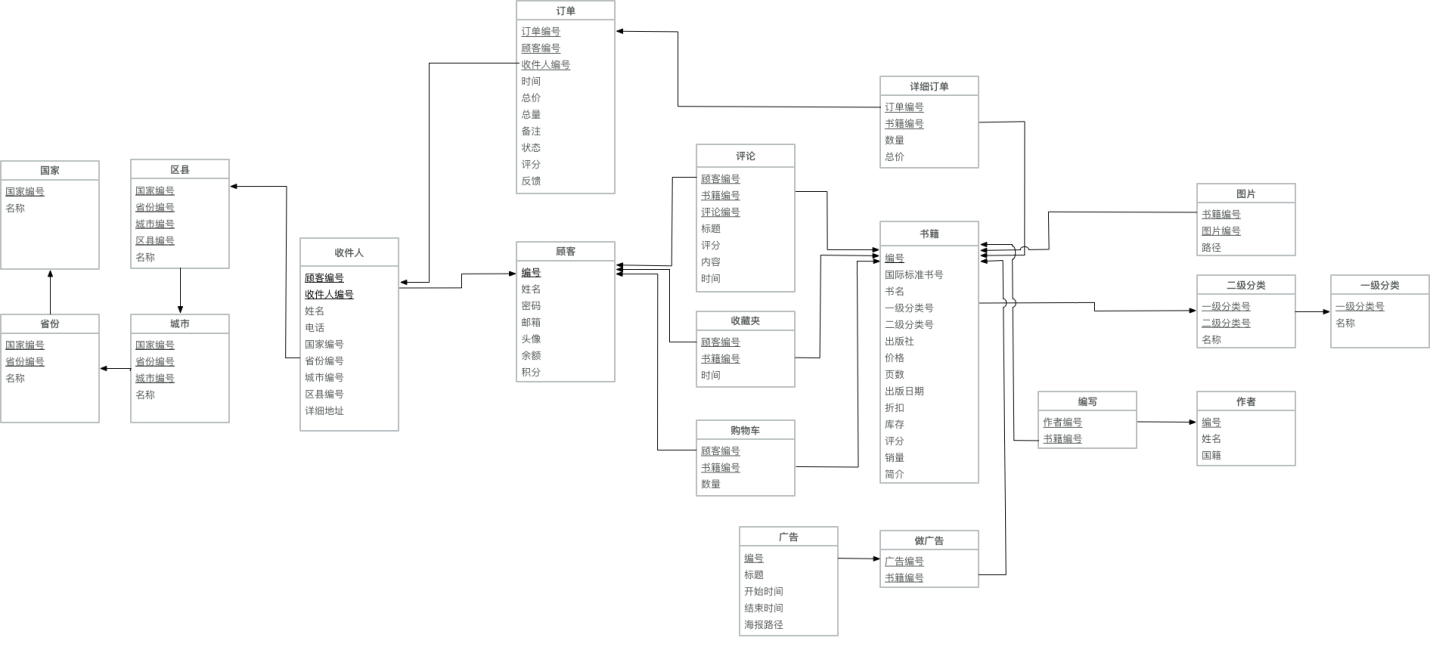 订单
订单编号
顾客编号
收件人编号
时间
总价
总量
备注
状态
评分
反馈
详细订单
订单编号
书籍编号
数量
总价
国家
国家编号
名称
区县
国家编号
省份编号
城市编号
区县编号
名称
省份
国家编号
省份编号
名称
城市
国家编号
省份编号
城市编号
名称
收件人
顾客编号
收件人编号
姓名
电话
国家编号
省份编号
城市编号
区县编号
详细地址
顾客
编号
姓名
密码
邮箱
头像
余额
积分
评论
顾客编号
书籍编号
评论编号
标题
评分
内容
时间
收藏夹
顾客编号
书籍编号
时间
购物车
顾客编号
书籍编号
数量
书籍
编号
国际标准书号
书名
一级分类号
二级分类号
出版社
价格
页数
出版日期
折扣
库存
评分
销量
简介
图片
书籍编号
图片编号
路径
二级分类
一级分类号
二级分类号
名称
一级分类
一级分类号
名称
编写
作者编号
书籍编号
作者
编号
姓名
国籍
广告
编号
标题
开始时间
结束时间
海报路径
做广告
广告编号
书籍编号